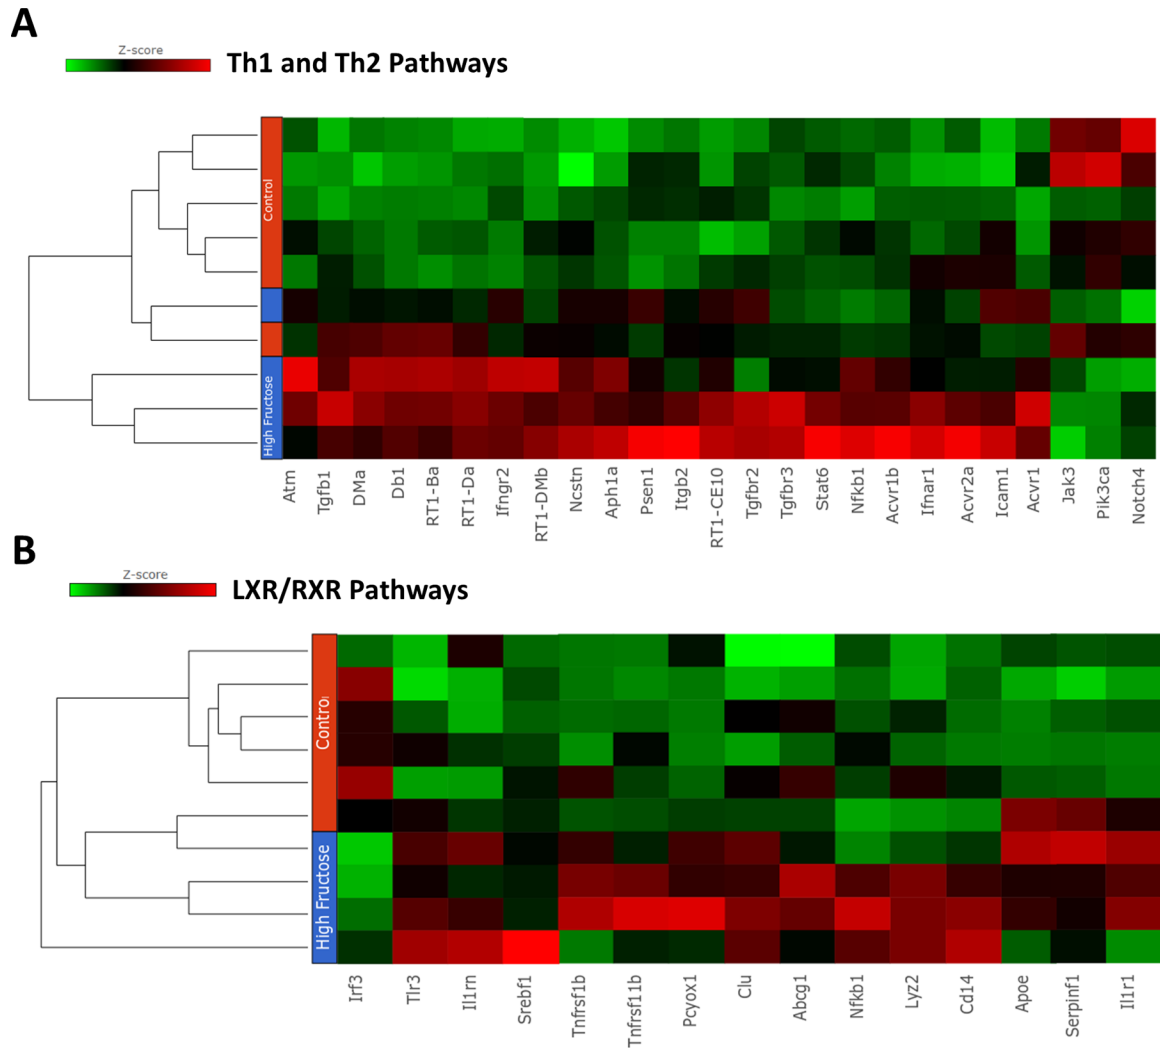 A
Z-score
Th1 and Th2 Pathways
Control
High Fructose
Atm
Tgfb1
DMa
Db1
RT1-Ba
RT1-Da
Ifngr2
RT1-DMb
Ncstn
Aph1a
Psen1
Itgb2
RT1-CE10
Tgfbr2
Tgfbr3
Stat6
Nfkb1
Acvr1b
Ifnar1
Acvr2a
Icam1
Acvr1
Jak3
Pik3ca
Notch4
B
Z-score
LXR/RXR Pathways
Control
High Fructose
Irf3
Tlr3
Il1rn
Srebf1
Tnfrsf1b
Tnfrsf11b
Pcyox1
Clu
Abcg1
Nfkb1
Lyz2
Cd14
Apoe
Serpinf1
Il1r1